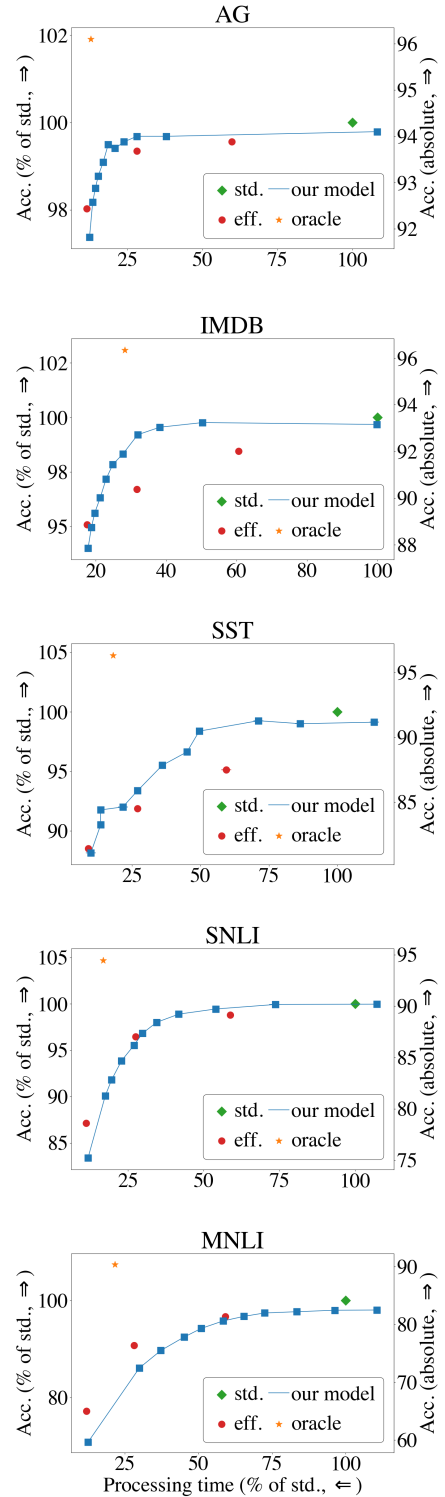 AG
Acc. (% of std., ⇒)
102
100
98
96
95
94
93
92
Acc. (absolute, ⇒)
std. our model
eff. oracle
25 50 75 100
IMDB
Acc. (% of std., ⇒)
102
100
98
95
96
94
92
90
88
Acc. (absolute, ⇒)
std. our model
eff. oracle
20 40 60 80 100
SST
Acc. (% of std., ⇒)
105
100
95
90
95
90
85
Acc. (absolute, ⇒)
std. our model
eff. oracle
25 50 75 100
SNLI
Acc. (% of std., ⇒)
105
100
95
90
85
95
90
85
80
75
Acc. (absolute, ⇒)
std. our model
eff. oracle
25 50 75 100
MNLI
Acc. (% of std., ⇒)
100
80
90
80
70
60
Acc. (absolute, ⇒)
std. our model
eff. oracle
25 50 75 100
Processing time (% of std., ⇐)